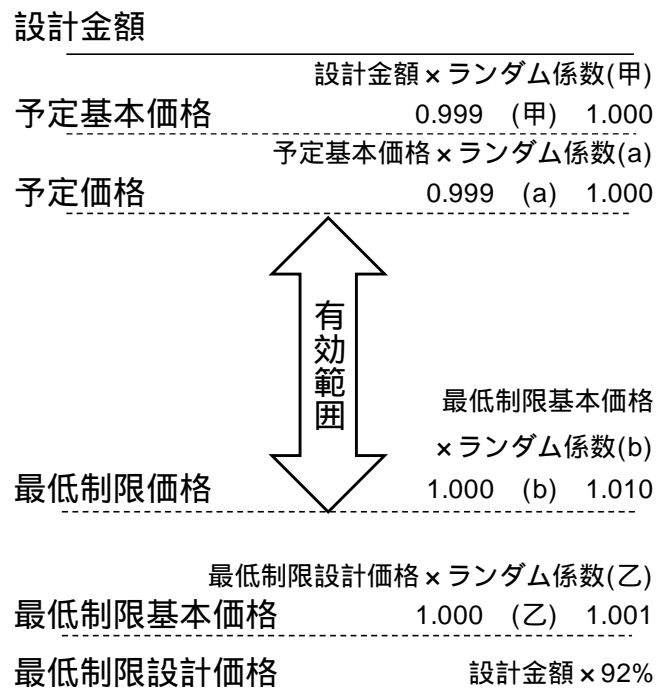 設計金額
設計金額×ランダム係数(甲)
予定基本価格 0.999 (甲) 1.000
予定基本価格×ランダム係数(a)
予定価格 0.999 (a) 1.000
有効範囲
最低制限基本価格
×ランダム係数(b)
最低制限価格 1.000 (b) 1.010
最低制限設計価格×ランダム係数(乙)
最低制限基本価格 1.000 (乙) 1.001
最低制限設計価格 設計金額×92%